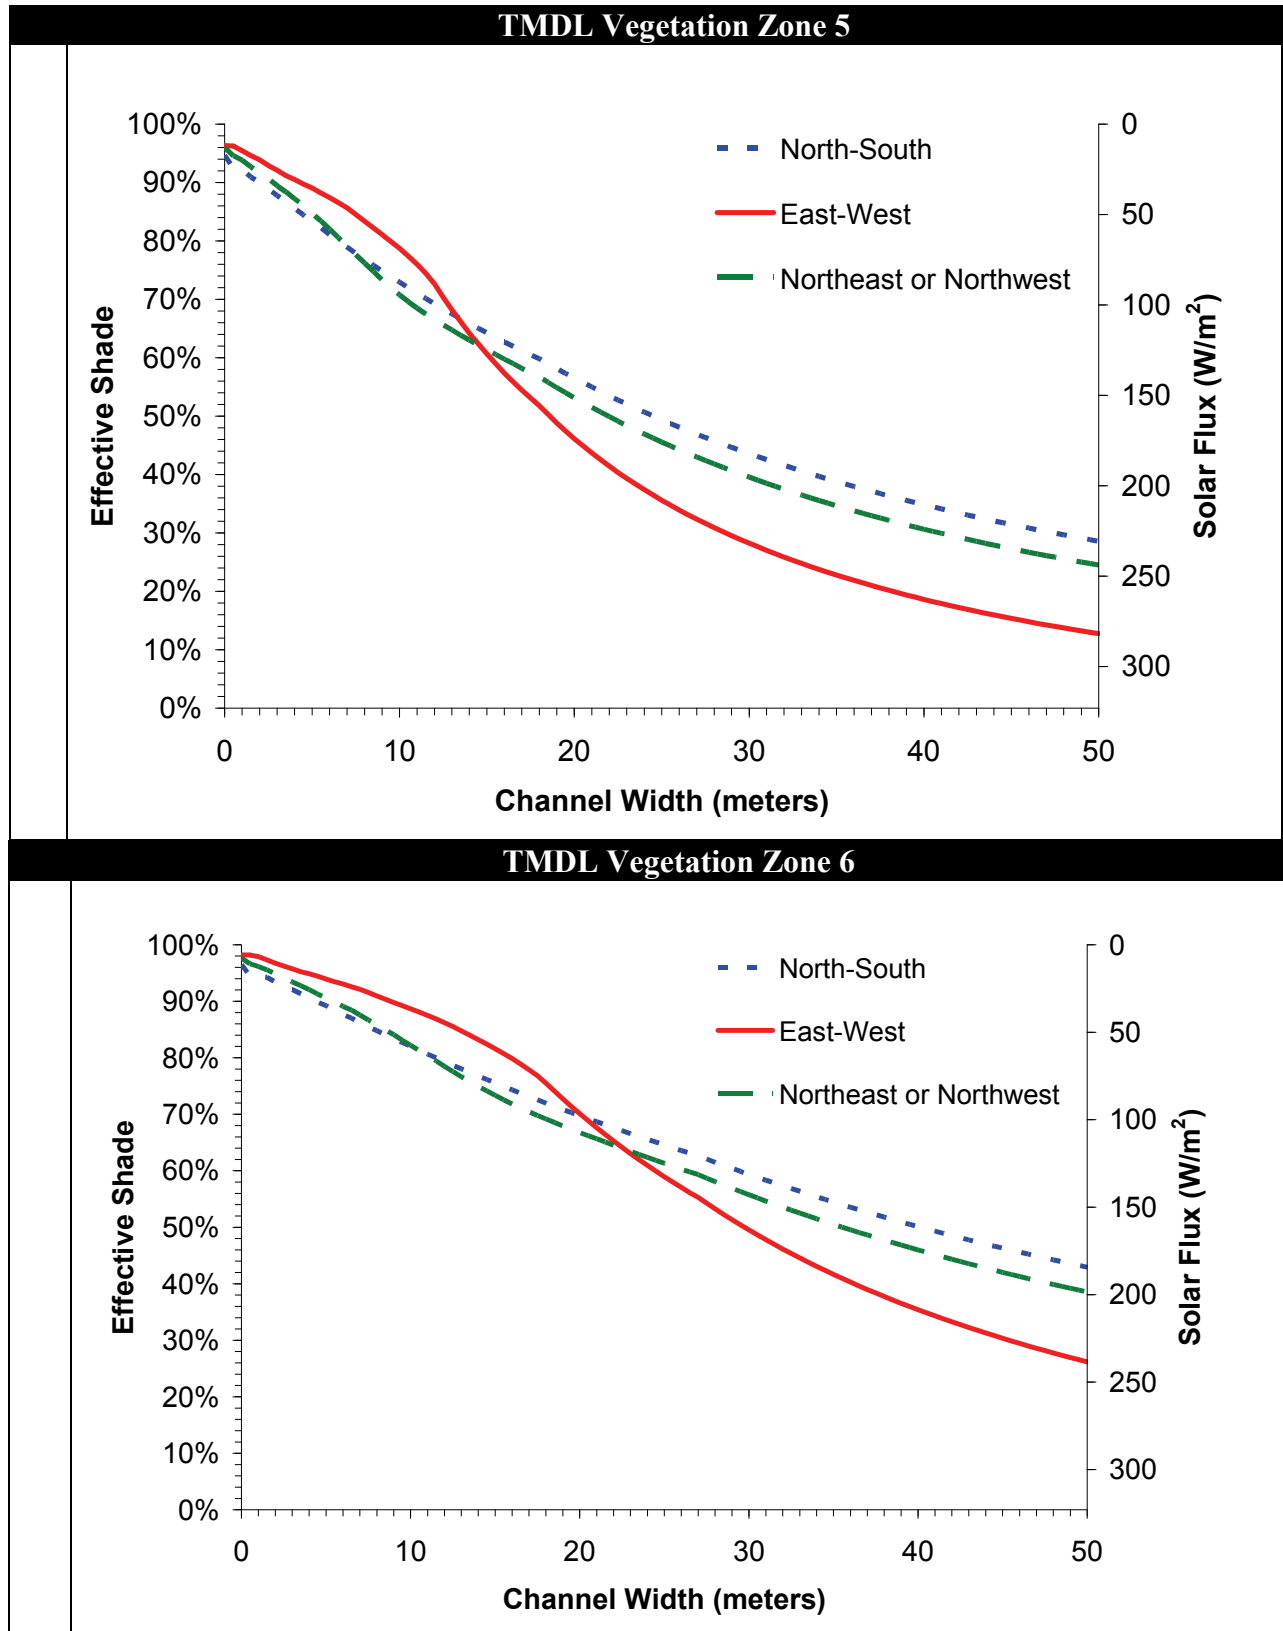 TMDL Vegetation Zone 5
100%
90%
80%
70%
60%
50%
40%
30%
20%
10%
0%
Effective Shade
North-South
East-West
Northeast or Northwest
0
50
100
150
200
250
300
Solar Flux (W/m²)
0 10 20 30 40 50
Channel Width (meters)
TMDL Vegetation Zone 6
100%
90%
80%
70%
60%
50%
40%
30%
20%
10%
0%
Effective Shade
North-South
East-West
Northeast or Northwest
0
50
100
150
200
250
300
Solar Flux (W/m²)
0 10 20 30 40 50
Channel Width (meters)